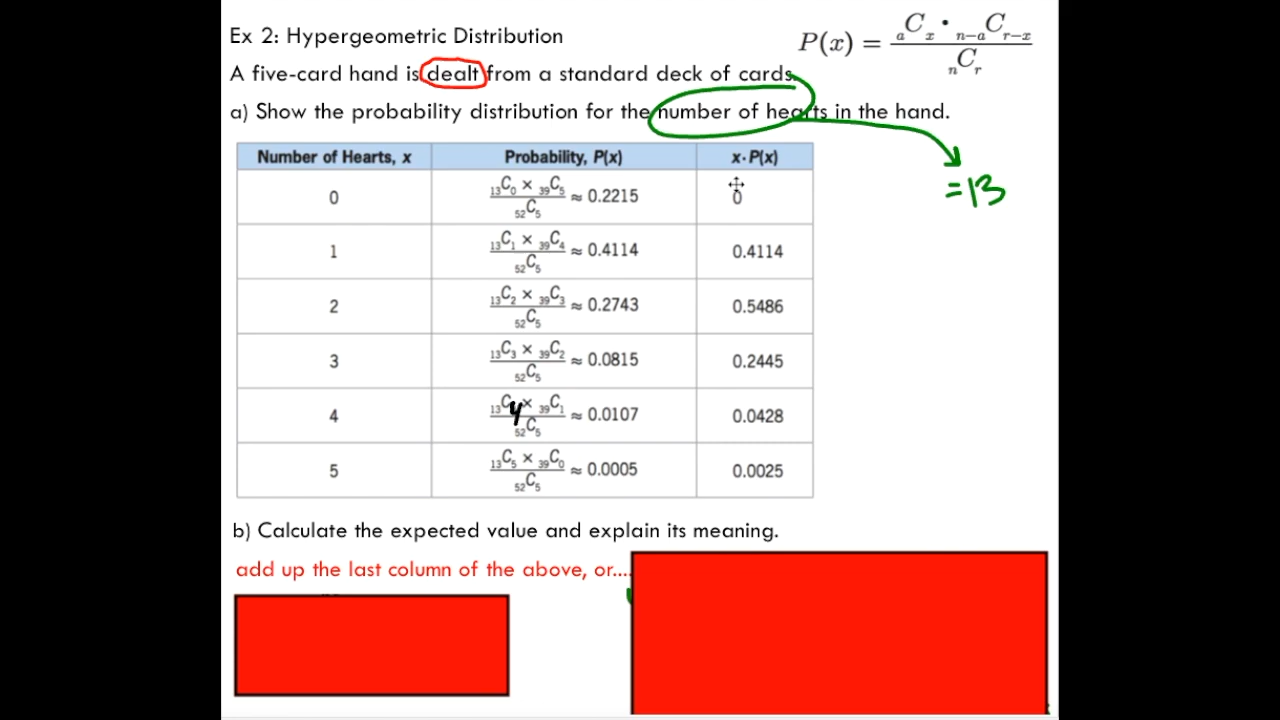 Ex 2: Hypergeometric Distribution
P(x) = aCx · n−aCr−x / nCr
A five-card hand is dealt from a standard deck of cards.
a) Show the probability distribution for the number of hearts in the hand.
Number of Hearts, x Probability, P(x) x·P(x)
0 13C0 × 39C5 / 52C5 ≈ 0.2215 0
=13
1 13C1 × 39C4 / 52C5 ≈ 0.4114 0.4114
2 13C2 × 39C3 / 52C5 ≈ 0.2743 0.5486
3 13C3 × 39C2 / 52C5 ≈ 0.0815 0.2445
4 13C4 × 39C1 / 52C5 ≈ 0.0107 0.0428
5 13C5 × 39C0 / 52C5 ≈ 0.0005 0.0025
b) Calculate the expected value and explain its meaning.
add up the last column of the above, or....